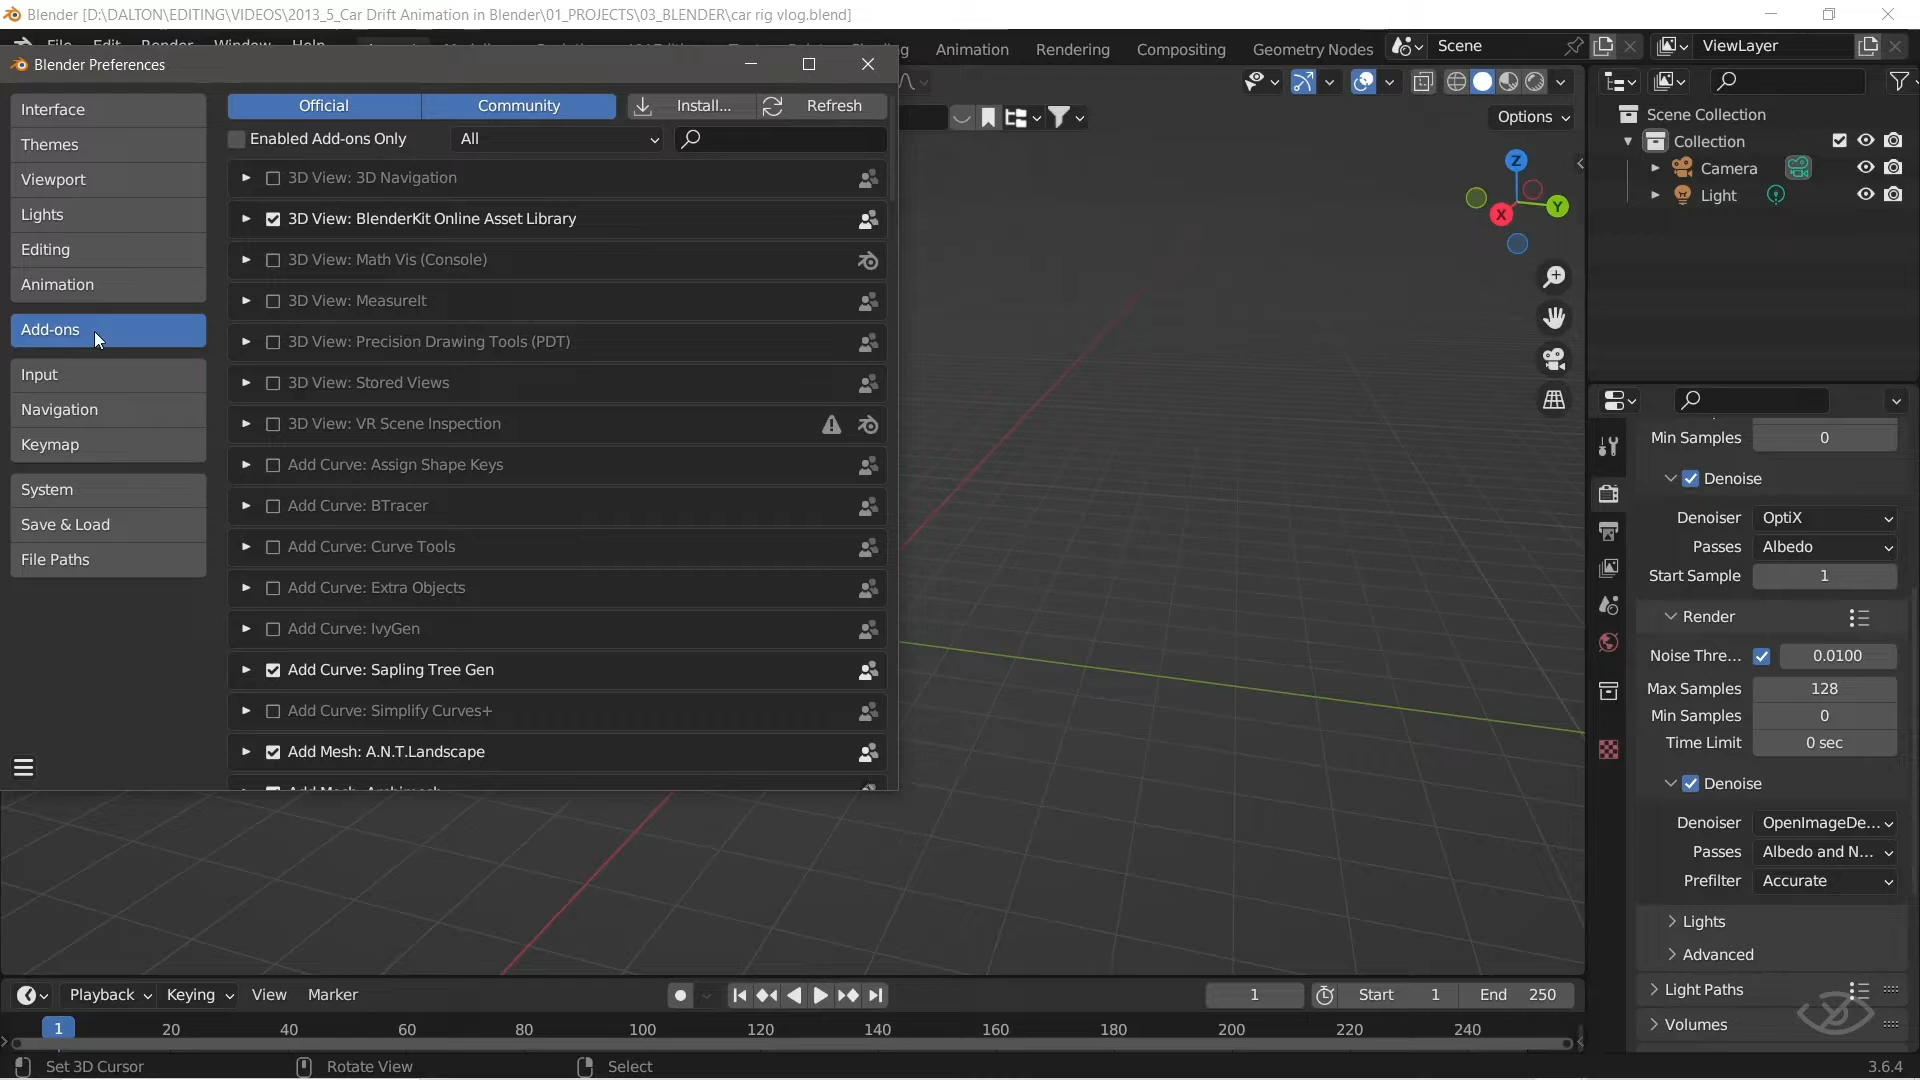 Blender [D:\DALTON\EDITING\VIDEOS\2013_5_Car Drift Animation in Blender\01_PROJECTS\03_BLENDER\car rig vlog.blend]
File Edit Render Window Help
Animation Rendering Compositing Geometry Nodes Scene ViewLayer
Blender Preferences
Interface
Themes
Viewport
Lights
Editing
Animation
Add-ons
Input
Navigation
Keymap
System
Save & Load
File Paths
Official Community Install... Refresh
Enabled Add-ons Only All
3D View: 3D Navigation
3D View: BlenderKit Online Asset Library
3D View: Math Vis (Console)
3D View: MeasureIt
3D View: Precision Drawing Tools (PDT)
3D View: Stored Views
3D View: VR Scene Inspection
Add Curve: Assign Shape Keys
Add Curve: BTracer
Add Curve: Curve Tools
Add Curve: Extra Objects
Add Curve: IvyGen
Add Curve: Sapling Tree Gen
Add Curve: Simplify Curves+
Add Mesh: A.N.T.Landscape
Add Mesh: Archimesh
Options
Z
Y
X
Scene Collection
Collection
Camera
Light
Min Samples 0
Denoise
Denoiser OptiX
Passes Albedo
Start Sample 1
Render
Noise Thre... 0.0100
Max Samples 128
Min Samples 0
Time Limit 0 sec
Denoise
Denoiser OpenImageDe...
Passes Albedo and N...
Prefilter Accurate
Lights
Advanced
Light Paths
Volumes
Playback Keying View Marker 1 Start 1 End 250
1 20 40 60 80 100 120 140 160 180 200 220 240
Set 3D Cursor Rotate View Select 3.6.4